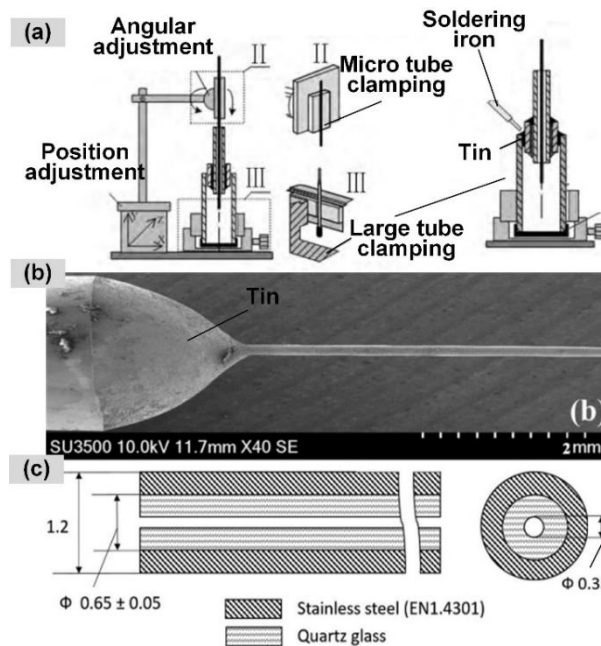 (a)
Angular
adjustment
II
II
Micro tube
clamping
Soldering
iron
Position
adjustment
III
III
Tin
Large tube
clamping
(b)
Tin
(b)
SU3500 10.0kV 11.7mm X40 SE
2mm
(c)
1.2
Φ 0.65 ± 0.05
Φ 0.3
Stainless steel (EN1.4301)
Quartz glass